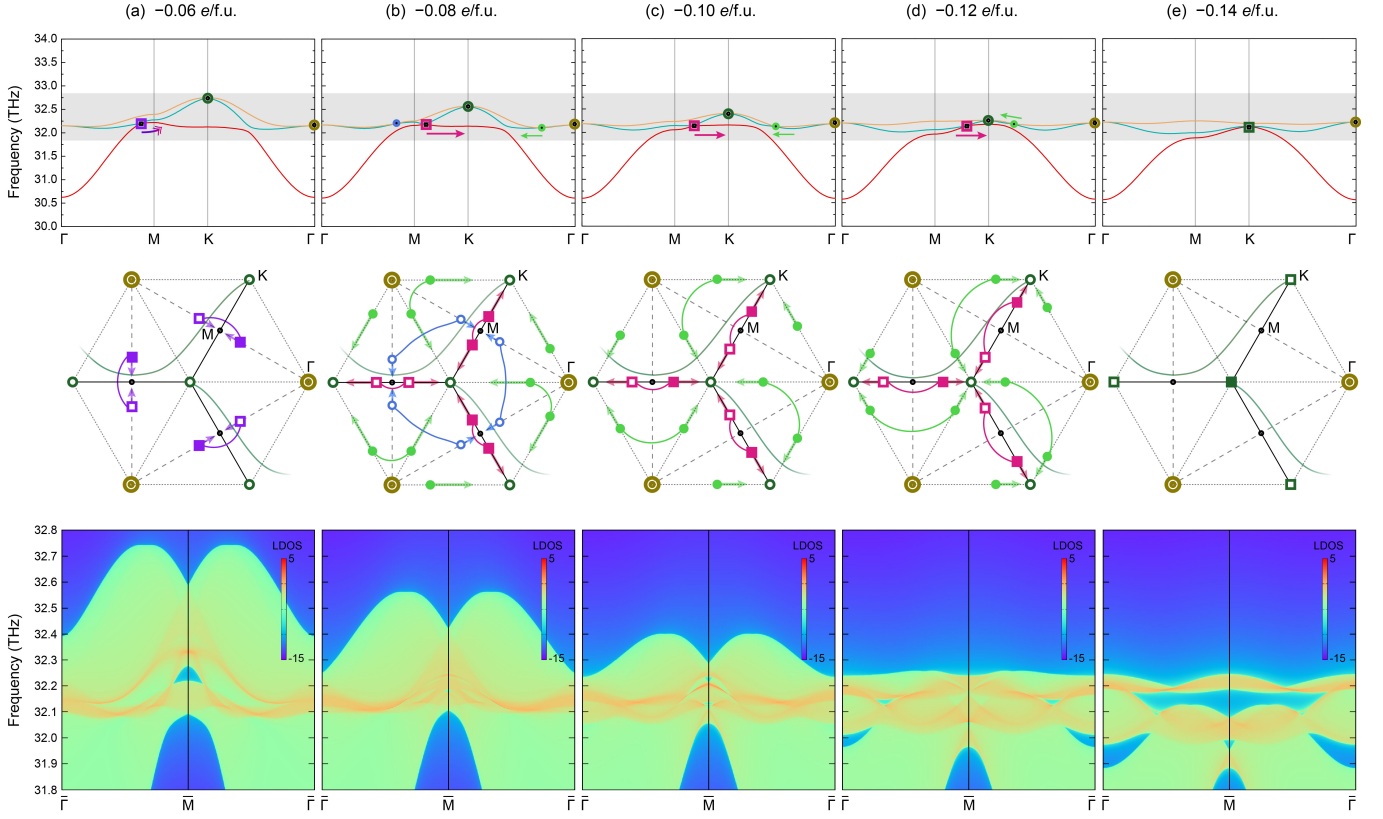 (a) −0.06 e/f.u.
(b) −0.08 e/f.u.
(c) −0.10 e/f.u.
(d) −0.12 e/f.u.
(e) −0.14 e/f.u.
Frequency (THz)
34.0
33.5
33.0
32.5
32.0
31.5
31.0
30.5
30.0
Γ M K Γ M K Γ M K Γ M K Γ M K Γ
K
M
Γ
K
M
Γ
K
M
Γ
K
M
Γ
K
M
Γ
Frequency (THz)
32.8
32.7
32.6
32.5
32.4
32.3
32.2
32.1
32.0
31.9
31.8
LDOS
5
-15
LDOS
5
-15
LDOS
5
-15
LDOS
5
-15
LDOS
5
-15
Γ̅ M̅ Γ̅ M̅ Γ̅ M̅ Γ̅ M̅ Γ̅ M̅ Γ̅